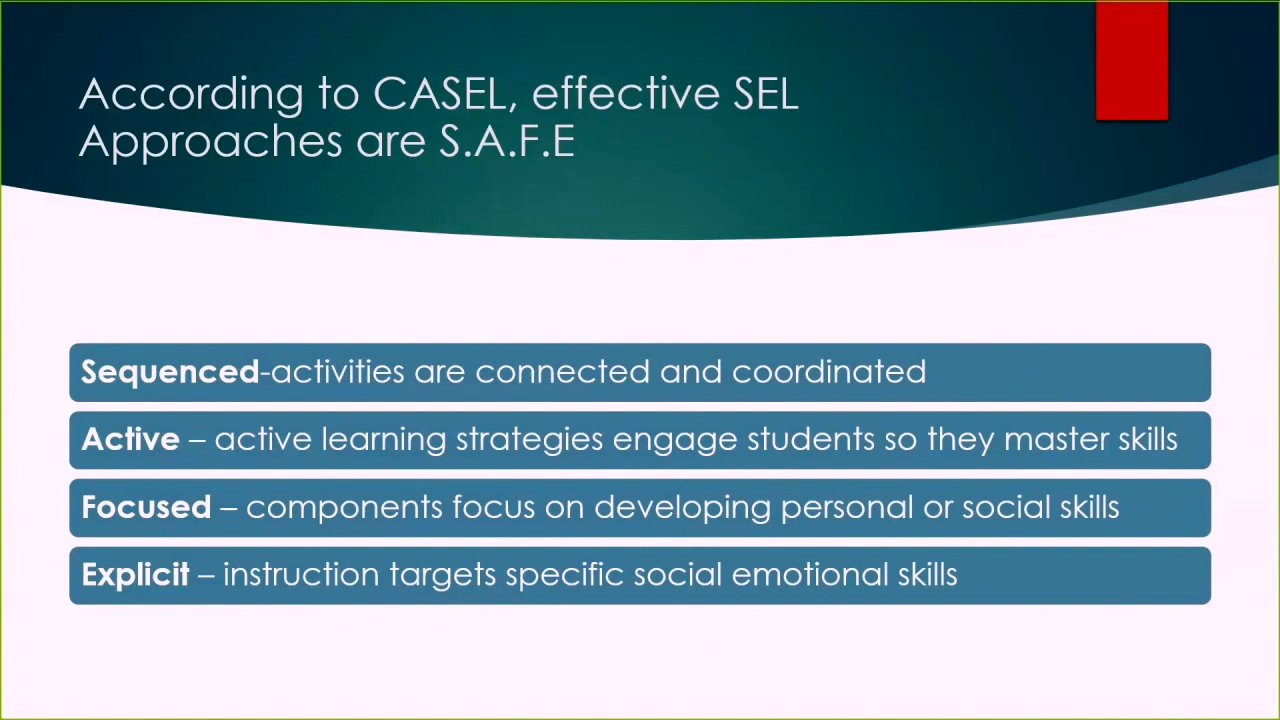 According to CASEL, effective SEL
Approaches are S.A.F.E
Sequenced-activities are connected and coordinated
Active – active learning strategies engage students so they master skills
Focused – components focus on developing personal or social skills
Explicit – instruction targets specific social emotional skills